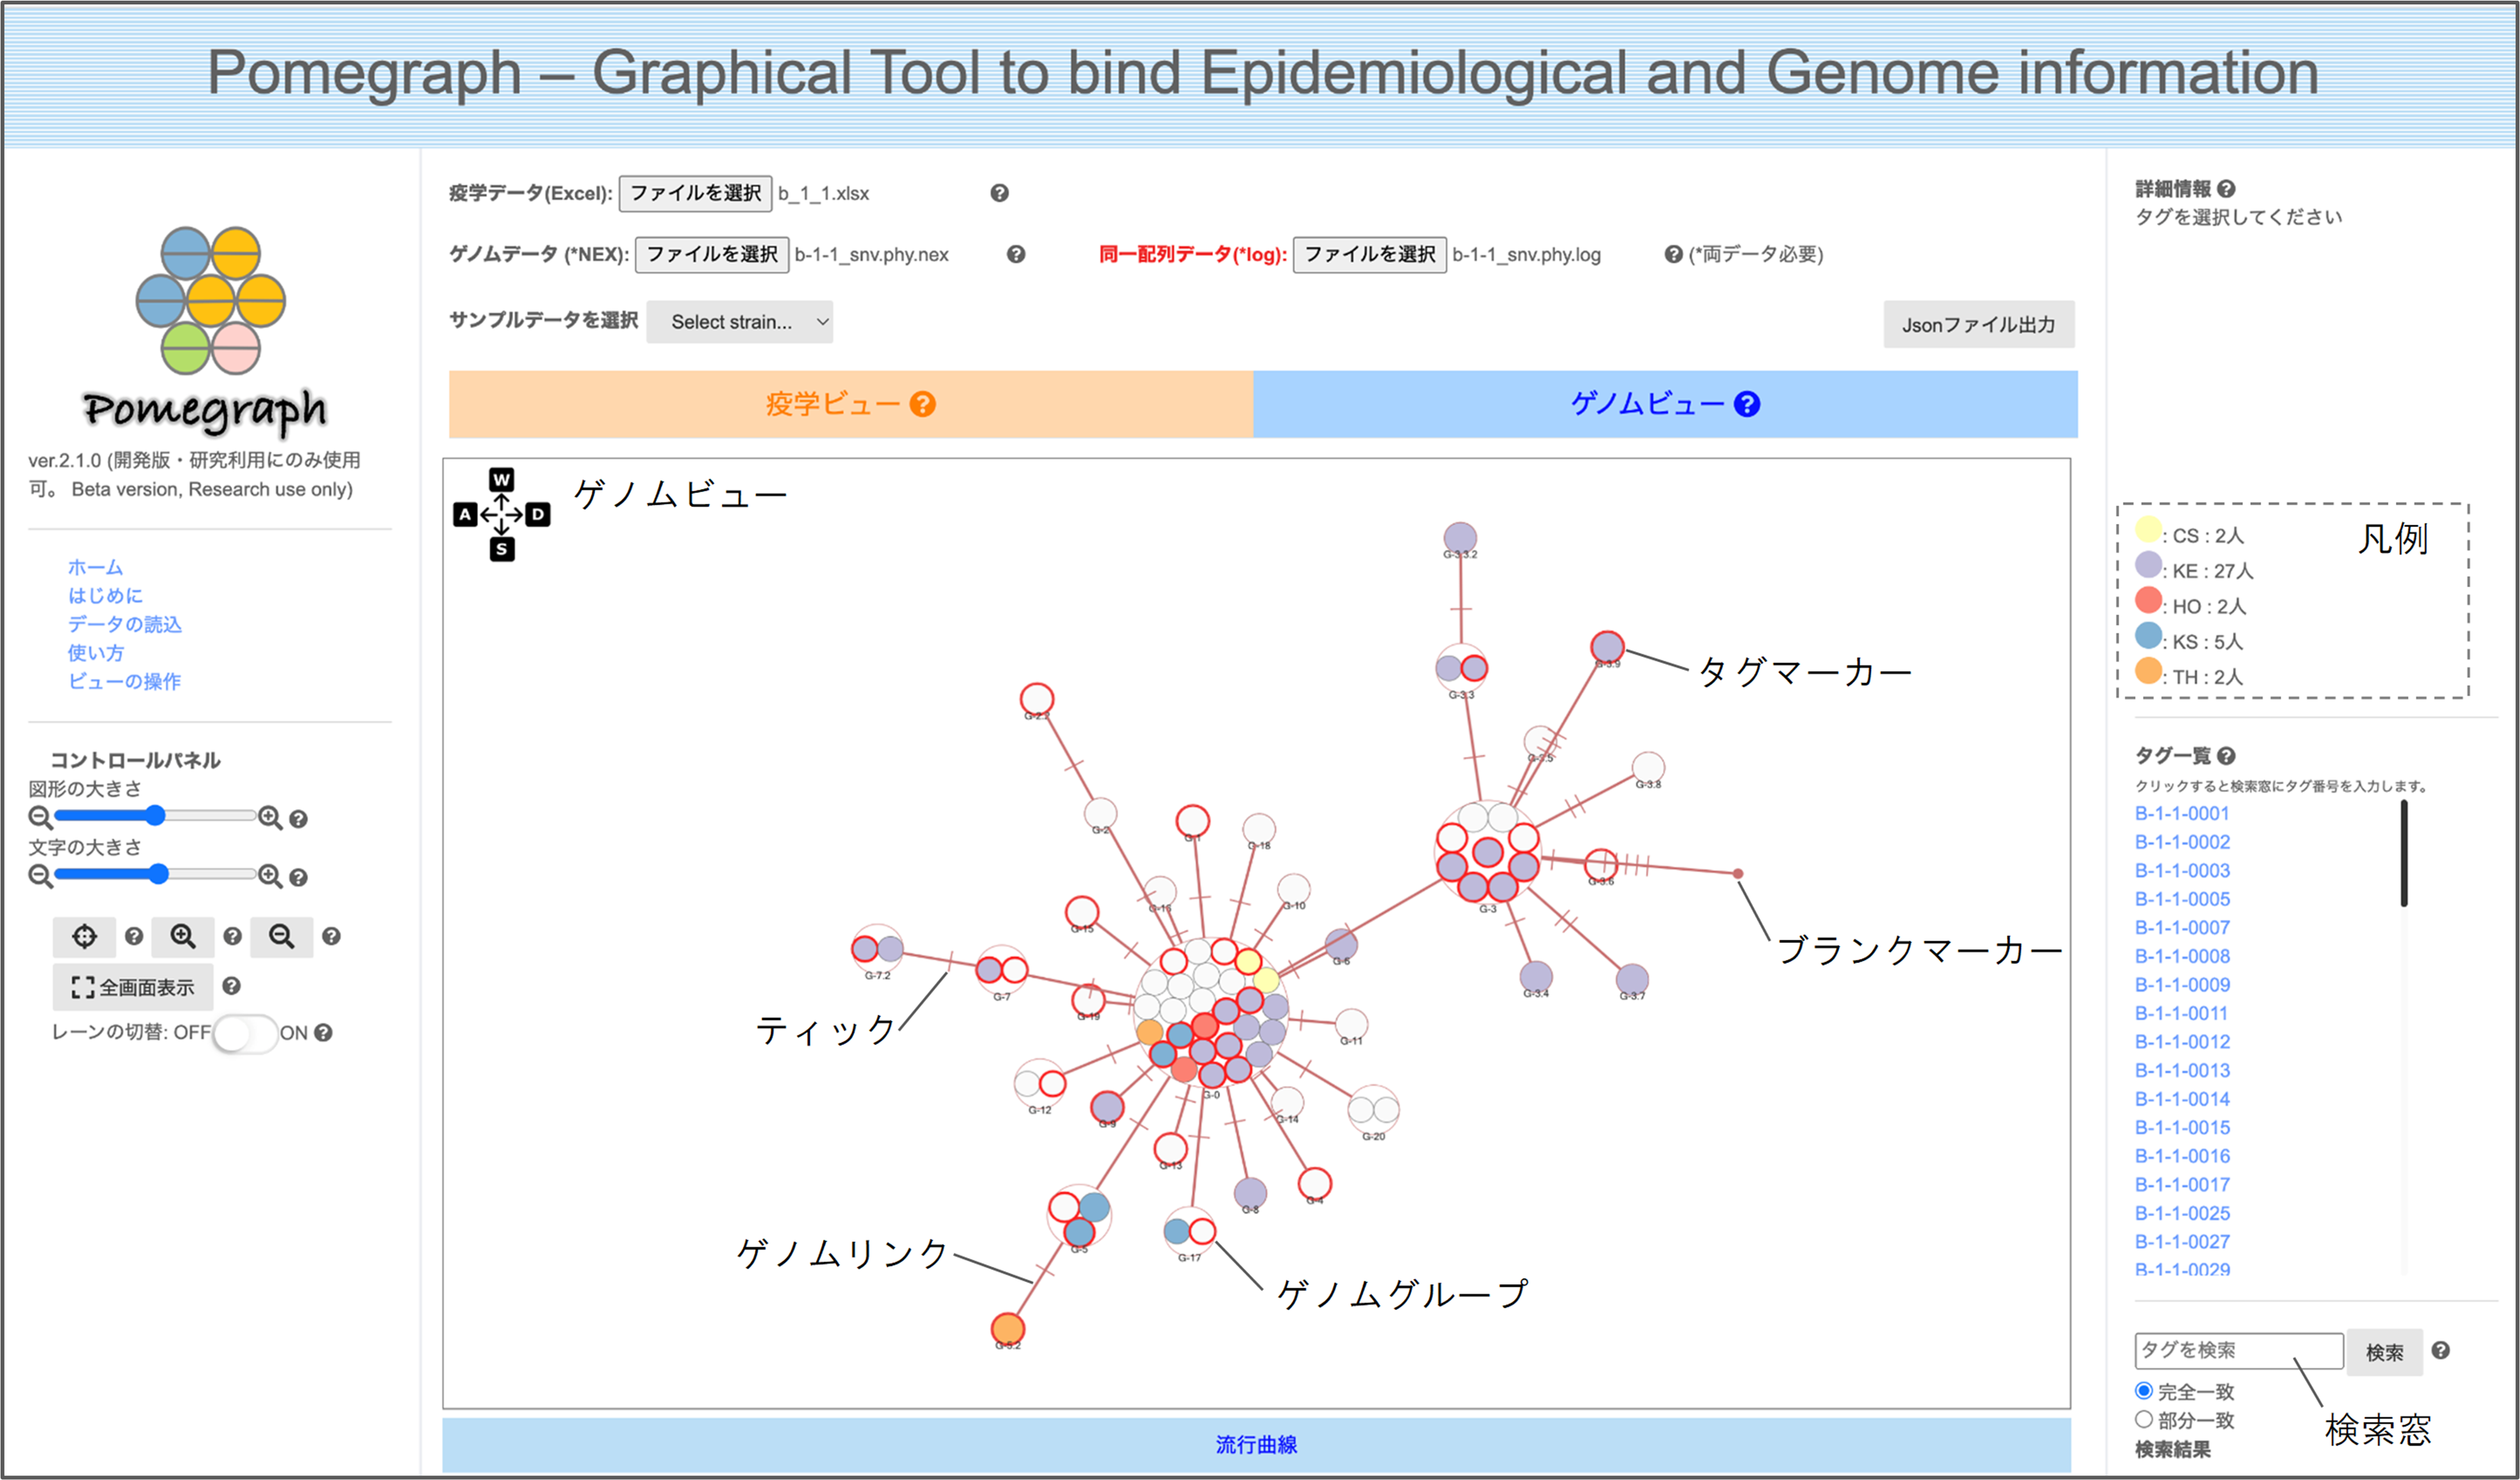 Pomegraph – Graphical Tool to bind Epidemiological and Genome information
Pomegraph
ver.2.1.0 (開発版・研究利用にのみ使用
可。 Beta version, Research use only)
ホーム
はじめに
データの読込
使い方
ビューの操作
コントロールパネル
図形の大きさ
文字の大きさ
全画面表示
レーンの切替: OFF ON
疫学データ(Excel): ファイルを選択 b_1_1.xlsx
ゲノムデータ (*NEX): ファイルを選択 b-1-1_snv.phy.nex
同一配列データ(*log): ファイルを選択 b-1-1_snv.phy.log (*両データ必要)
サンプルデータを選択 Select strain...
Jsonファイル出力
疫学ビュー
ゲノムビュー
W
A D
S
ゲノムビュー
G-3.3.2
G-3.9
タグマーカー
G-3.3
G-2.2
G-3.5
G-3.8
G-2
G-1
G-18
G-3.6
G-16
G-10
G-3
G-15
ブランクマーカー
G-6
G-7.2
G-7
G-3.4
G-3.7
G-19
ティック
G-11
G-12
G-0
G-9
G-14
G-20
G-13
G-4
G-8
G-5
G-17
ゲノムリンク
ゲノムグループ
G-5.2
流行曲線
詳細情報
タグを選択してください
凡例
: CS : 2人
: KE : 27人
: HO : 2人
: KS : 5人
: TH : 2人
タグ一覧
クリックすると検索窓にタグ番号を入力します。
B-1-1-0001
B-1-1-0002
B-1-1-0003
B-1-1-0005
B-1-1-0007
B-1-1-0008
B-1-1-0009
B-1-1-0011
B-1-1-0012
B-1-1-0013
B-1-1-0014
B-1-1-0015
B-1-1-0016
B-1-1-0017
B-1-1-0025
B-1-1-0027
B-1-1-0029
タグを検索 検索
完全一致
部分一致
検索窓
検索結果